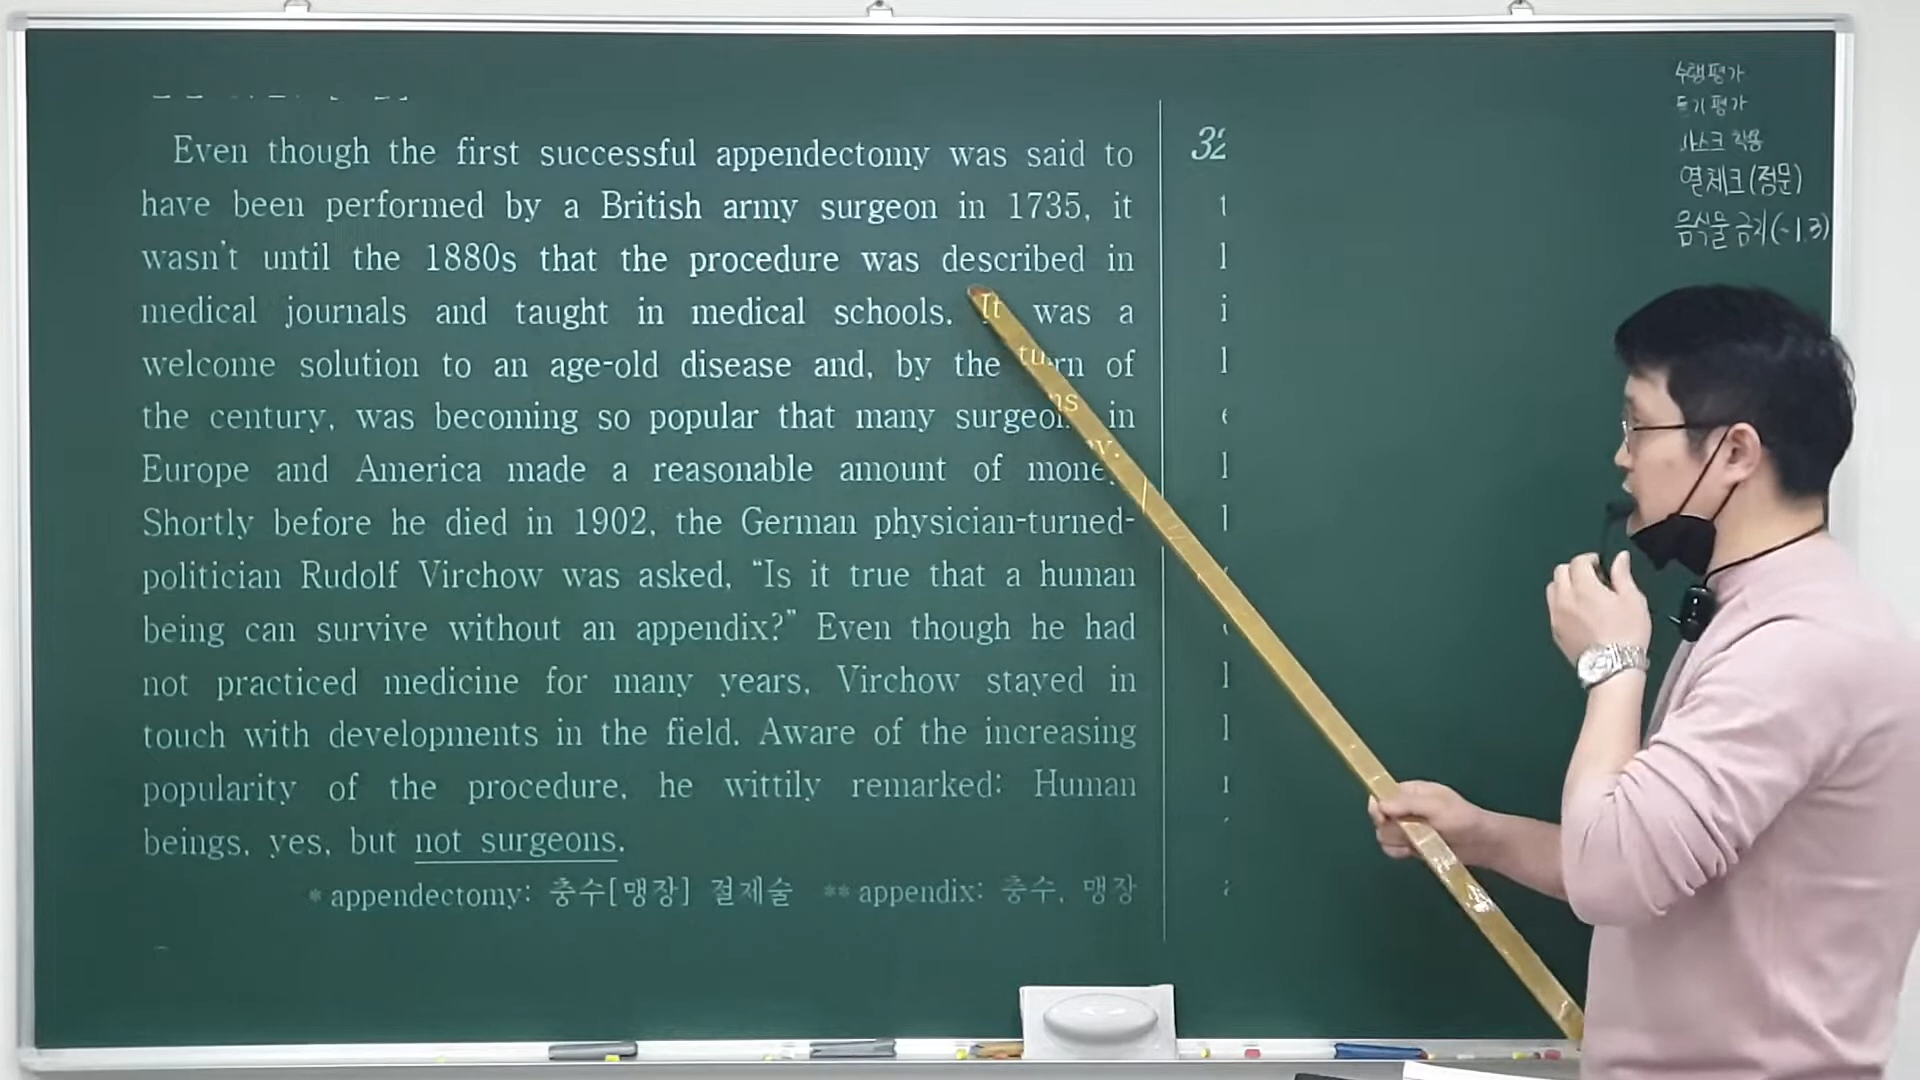 Even though the first successful appendectomy was said to
have been performed by a British army surgeon in 1735, it
wasn't until the 1880s that the procedure was described in
medical journals and taught in medical schools. It was a
welcome solution to an age-old disease and, by the turn of
the century, was becoming so popular that many surgeons in
Europe and America made a reasonable amount of money.
Shortly before he died in 1902, the German physician-turned-
politician Rudolf Virchow was asked, “Is it true that a human
being can survive without an appendix?” Even though he had
not practiced medicine for many years, Virchow stayed in
touch with developments in the field. Aware of the increasing
popularity of the procedure, he wittily remarked: Human
beings, yes, but not surgeons.
* appendectomy: 충수[맹장] 절제술 ** appendix: 충수, 맹장
32
수행평가
듣기평가
마스크 착용
열체크(정문)
음식물 금지(~1.3)